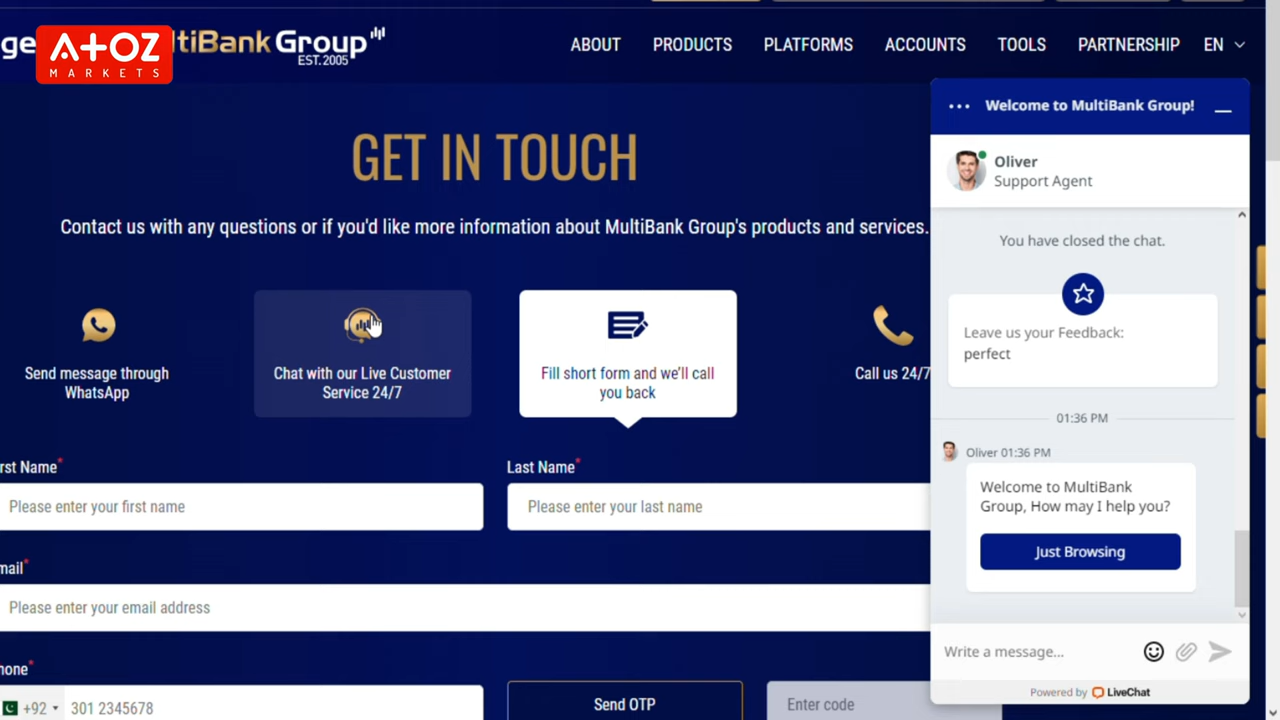 ge
A+OZ
MARKETS
tiBank Group
EST.2005
ABOUT
PRODUCTS
PLATFORMS
ACCOUNTS
TOOLS
PARTNERSHIP
EN
GET IN TOUCH
Contact us with any questions or if you'd like more information about MultiBank Group's products and services.
Send message through
WhatsApp
Chat with our Live Customer
Service 24/7
Fill short form and we'll call
you back
Call us 24/7
rst Name*
Last Name*
Please enter your first name
Please enter your last name
mail*
Please enter your email address
hone*
+92
301 2345678
Send OTP
Enter code
Welcome to MultiBank Group!
Oliver
Support Agent
You have closed the chat.
Leave us your Feedback:
perfect
01:36 PM
Oliver 01:36 PM
Welcome to MultiBank
Group, How may I help you?
Just Browsing
Write a message...
Powered by LiveChat